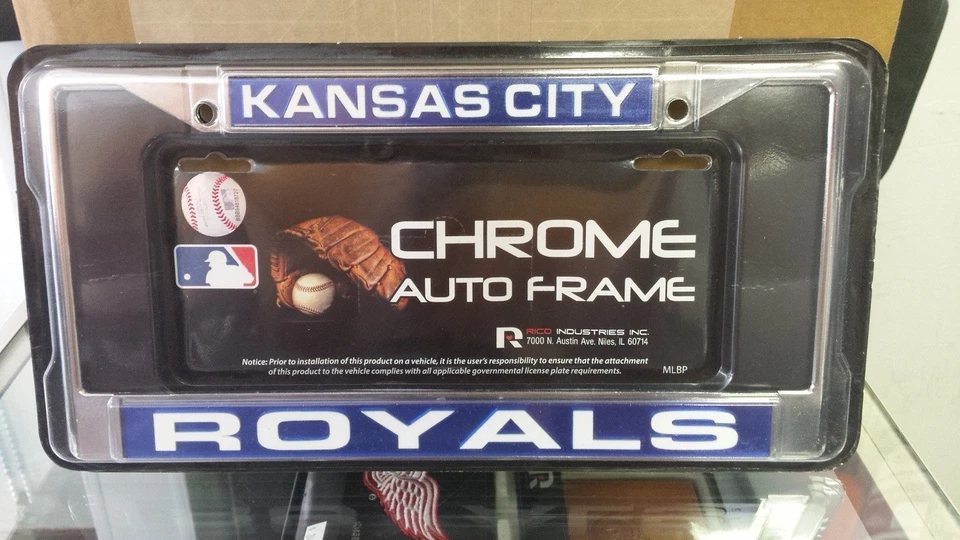 KANSAS CITY
CHROME
AUTO FRAME
RICO INDUSTRIES INC.
7000 N. Austin Ave. Niles, IL 60714
Notice: Prior to installation of this product on a vehicle, it is the user's responsibility to ensure that the attachment
of this product to the vehicle complies with all applicable governmental license plate requirements.
MLBP
ROYALS